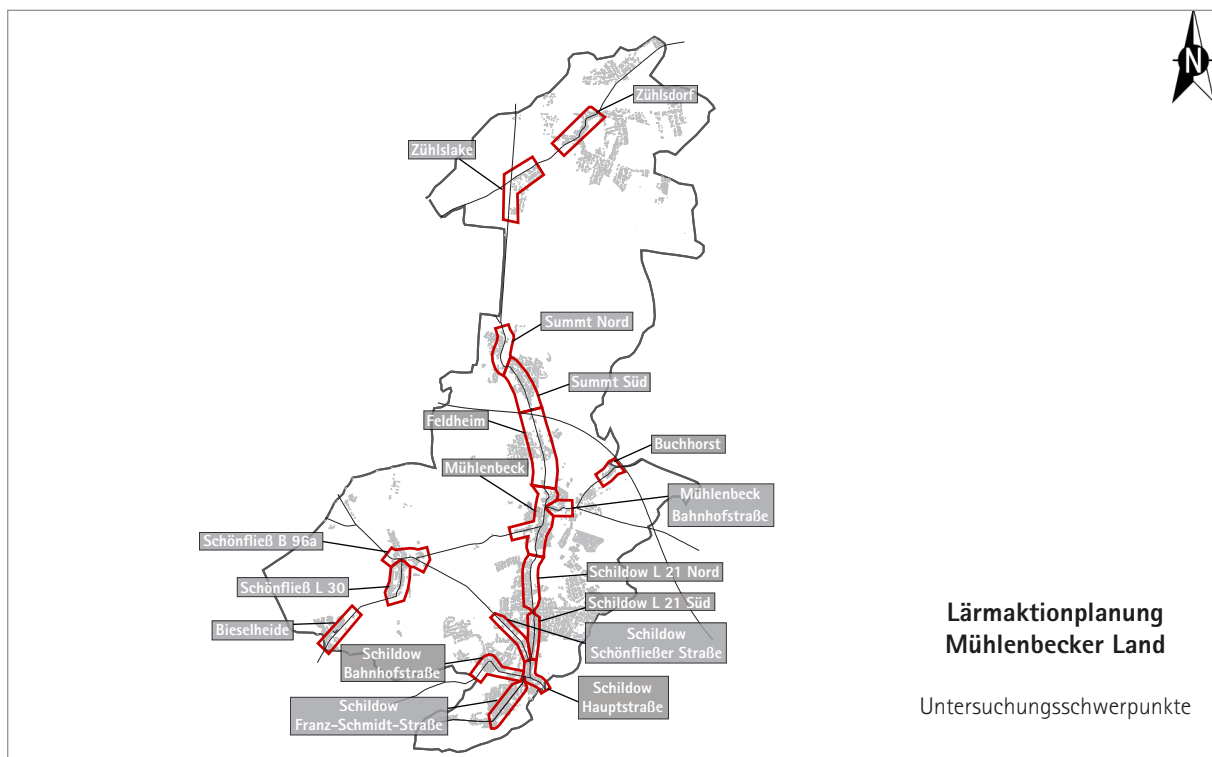 N
Zühlsdorf
Zühlslake
Summt Nord
Summt Süd
Feldheim
Buchhorst
Mühlenbeck
Mühlenbeck
Bahnhofstraße
Schönfließ B 96a
Schildow L 21 Nord
Schönfließ L 30
Schildow L 21 Süd
Bieselheide
Schildow
Schönfließer Straße
Schildow
Bahnhofstraße
Schildow
Hauptstraße
Schildow
Franz-Schmidt-Straße
Lärmaktionplanung
Mühlenbecker Land
Untersuchungsschwerpunkte